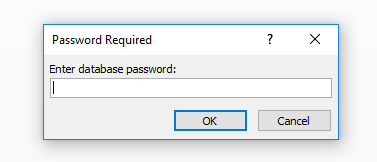 Password Required
?
Enter database password:
OK
Cancel